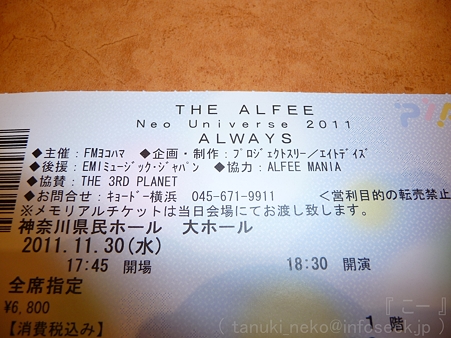 THE ALFEE
Neo Universe 2011
ALWAYS
◆主催：FMヨコハマ ◆企画・制作：プロジェクトスリー／エイトデイズ
◆後援：EMIミュージック・ジャパン ◆協力：ALFEE MANIA
◆協賛：THE 3RD PLANET
◆お問合せ：キョードー横浜 045-671-9911 ＜営利目的の転売禁止
※メモリアルチケットは当日会場にてお渡し致します。
神奈川県民ホール 大ホール
2011.11.30(水)
17:45 開場 18:30 開演
全席指定
¥6,800
【消費税込み】
1 階
『こー』
( tanuki_neko@infoseek.jp )